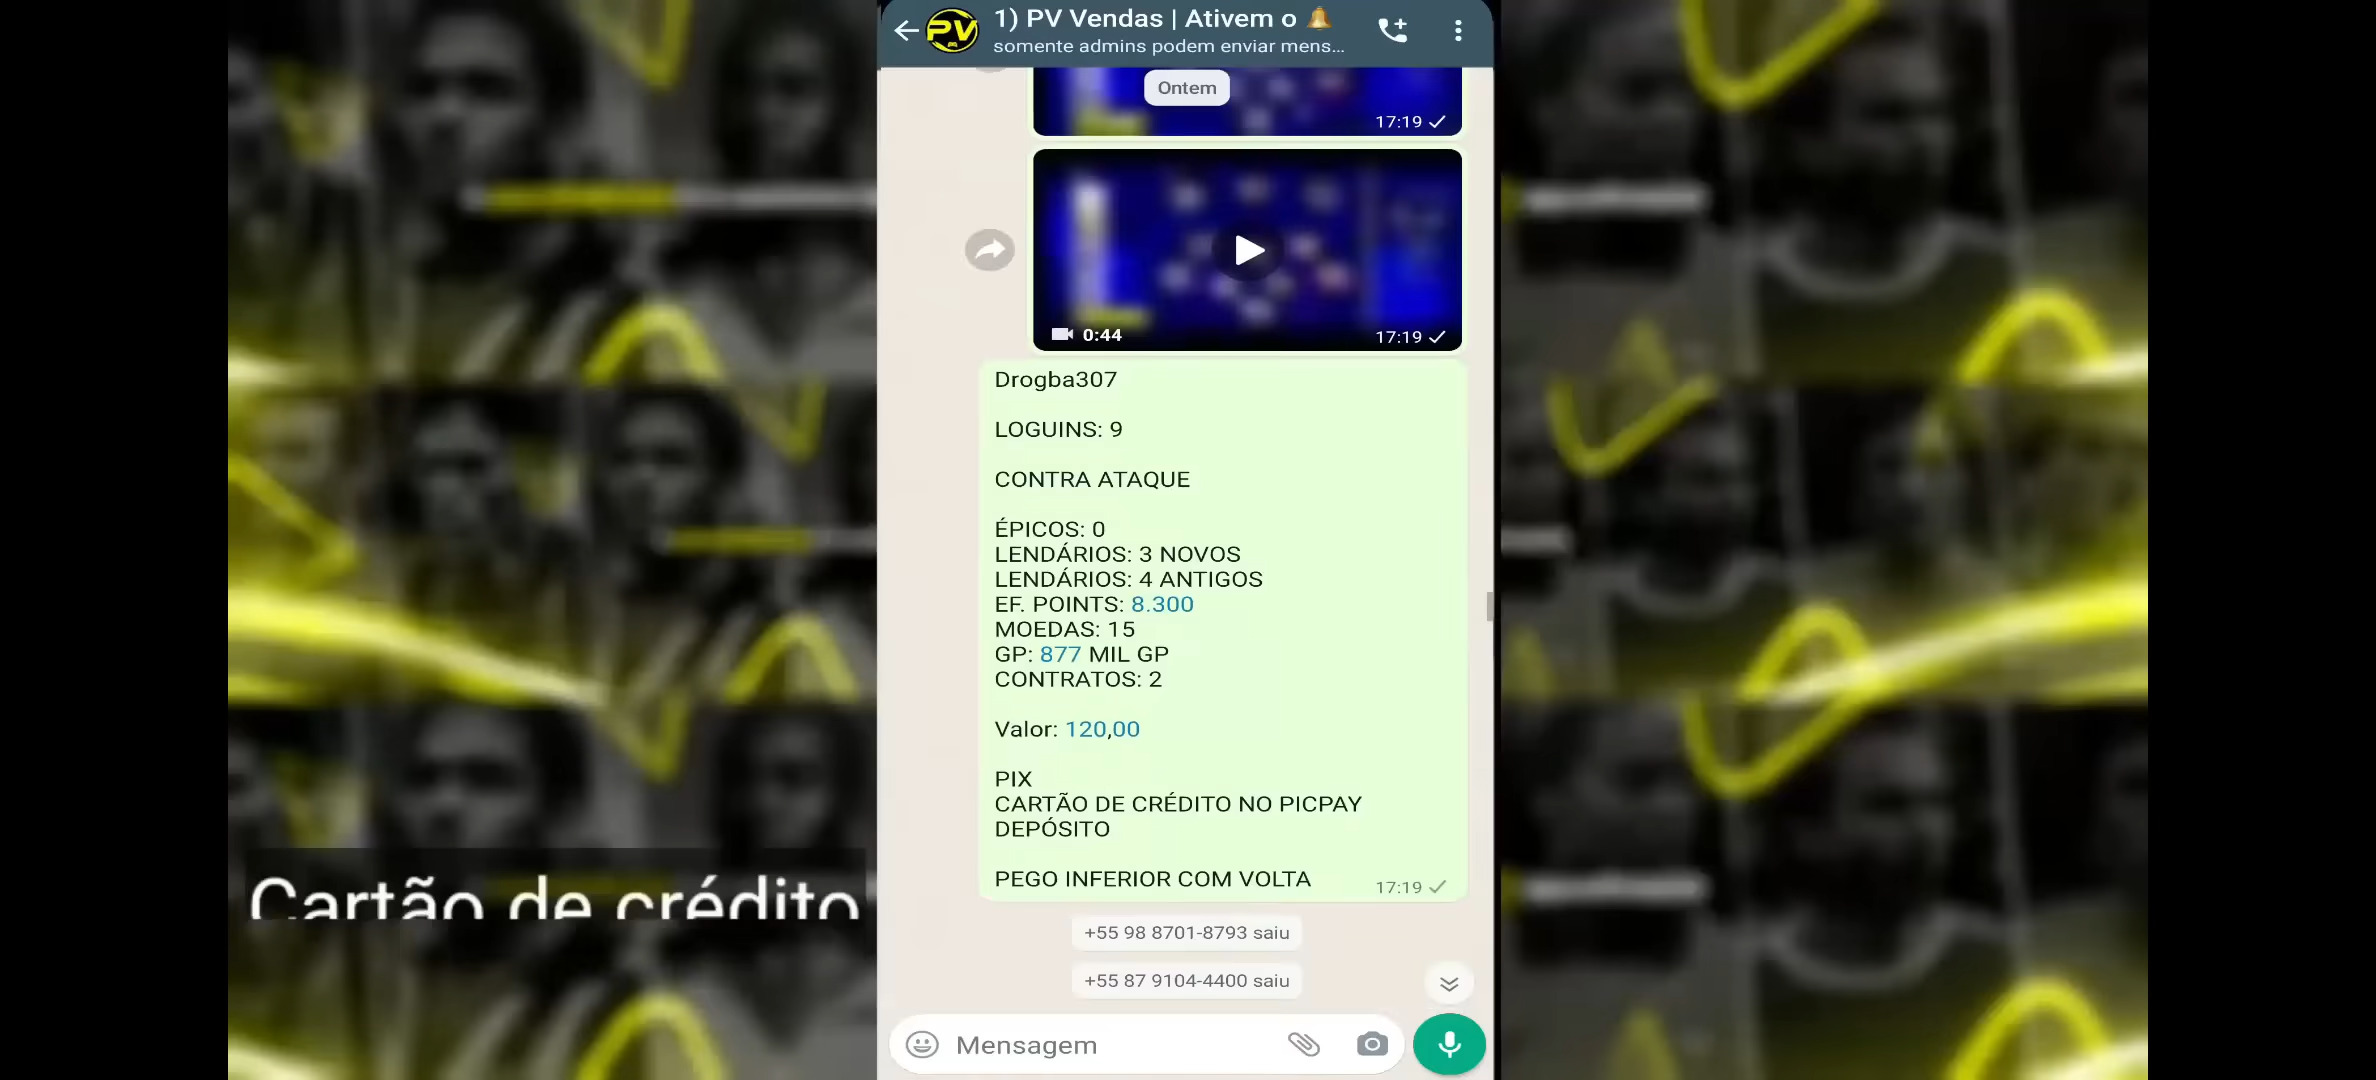 PV
1) PV Vendas | Ativem o 🔔
somente admins podem enviar mens...
Ontem
17:19
0:44
17:19
Drogba307
LOGUINS: 9
CONTRA ATAQUE
ÉPICOS: 0
LENDÁRIOS: 3 NOVOS
LENDÁRIOS: 4 ANTIGOS
EF. POINTS: 8.300
MOEDAS: 15
GP: 877 MIL GP
CONTRATOS: 2
Valor: 120,00
PIX
CARTÃO DE CRÉDITO NO PICPAY
DEPÓSITO
PEGO INFERIOR COM VOLTA
17:19
+55 98 8701-8793 saiu
+55 87 9104-4400 saiu
Mensagem
Cartão de crédito